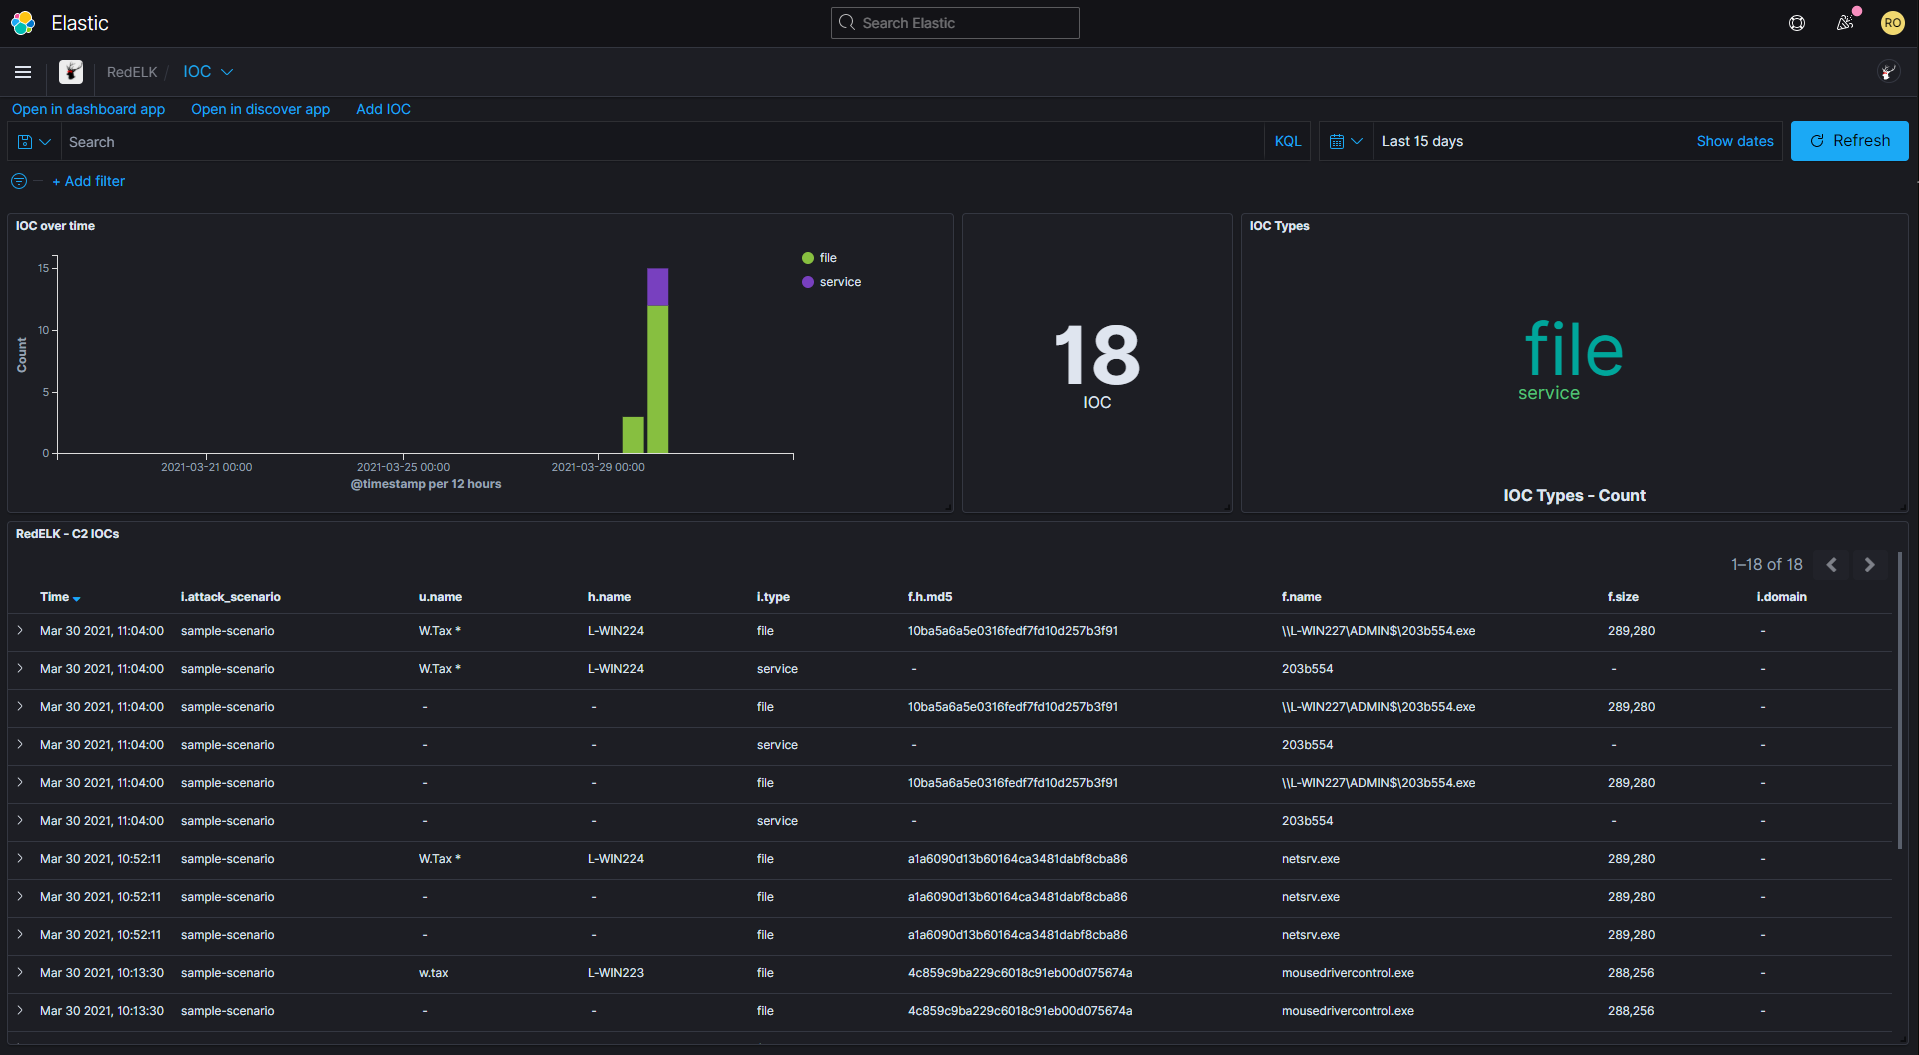 Elastic
Search Elastic
RO
RedELK / IOC
Open in dashboard app Open in discover app Add IOC
Search KQL Last 15 days Show dates Refresh
+ Add filter
IOC over time
Count
15
10
5
0
2021-03-21 00:00 2021-03-25 00:00 2021-03-29 00:00
@timestamp per 12 hours
file
service
18
IOC
IOC Types
file
service
IOC Types - Count
RedELK - C2 IOCs
1–18 of 18
Time i.attack_scenario u.name h.name i.type f.h.md5 f.name f.size i.domain
Mar 30 2021, 11:04:00 sample-scenario W.Tax * L-WIN224 file 10ba5a6a5e0316fedf7fd10d257b3f91 \\L-WIN227\ADMIN$\203b554.exe 289,280 -
Mar 30 2021, 11:04:00 sample-scenario W.Tax * L-WIN224 service - 203b554 - -
Mar 30 2021, 11:04:00 sample-scenario - - file 10ba5a6a5e0316fedf7fd10d257b3f91 \\L-WIN227\ADMIN$\203b554.exe 289,280 -
Mar 30 2021, 11:04:00 sample-scenario - - service - 203b554 - -
Mar 30 2021, 11:04:00 sample-scenario - - file 10ba5a6a5e0316fedf7fd10d257b3f91 \\L-WIN227\ADMIN$\203b554.exe 289,280 -
Mar 30 2021, 11:04:00 sample-scenario - - service - 203b554 - -
Mar 30 2021, 10:52:11 sample-scenario W.Tax * L-WIN224 file a1a6090d13b60164ca3481dabf8cba86 netsrv.exe 289,280 -
Mar 30 2021, 10:52:11 sample-scenario - - file a1a6090d13b60164ca3481dabf8cba86 netsrv.exe 289,280 -
Mar 30 2021, 10:52:11 sample-scenario - - file a1a6090d13b60164ca3481dabf8cba86 netsrv.exe 289,280 -
Mar 30 2021, 10:13:30 sample-scenario w.tax L-WIN223 file 4c859c9ba229c6018c91eb00d075674a mousedrivercontrol.exe 288,256 -
Mar 30 2021, 10:13:30 sample-scenario - - file 4c859c9ba229c6018c91eb00d075674a mousedrivercontrol.exe 288,256 -